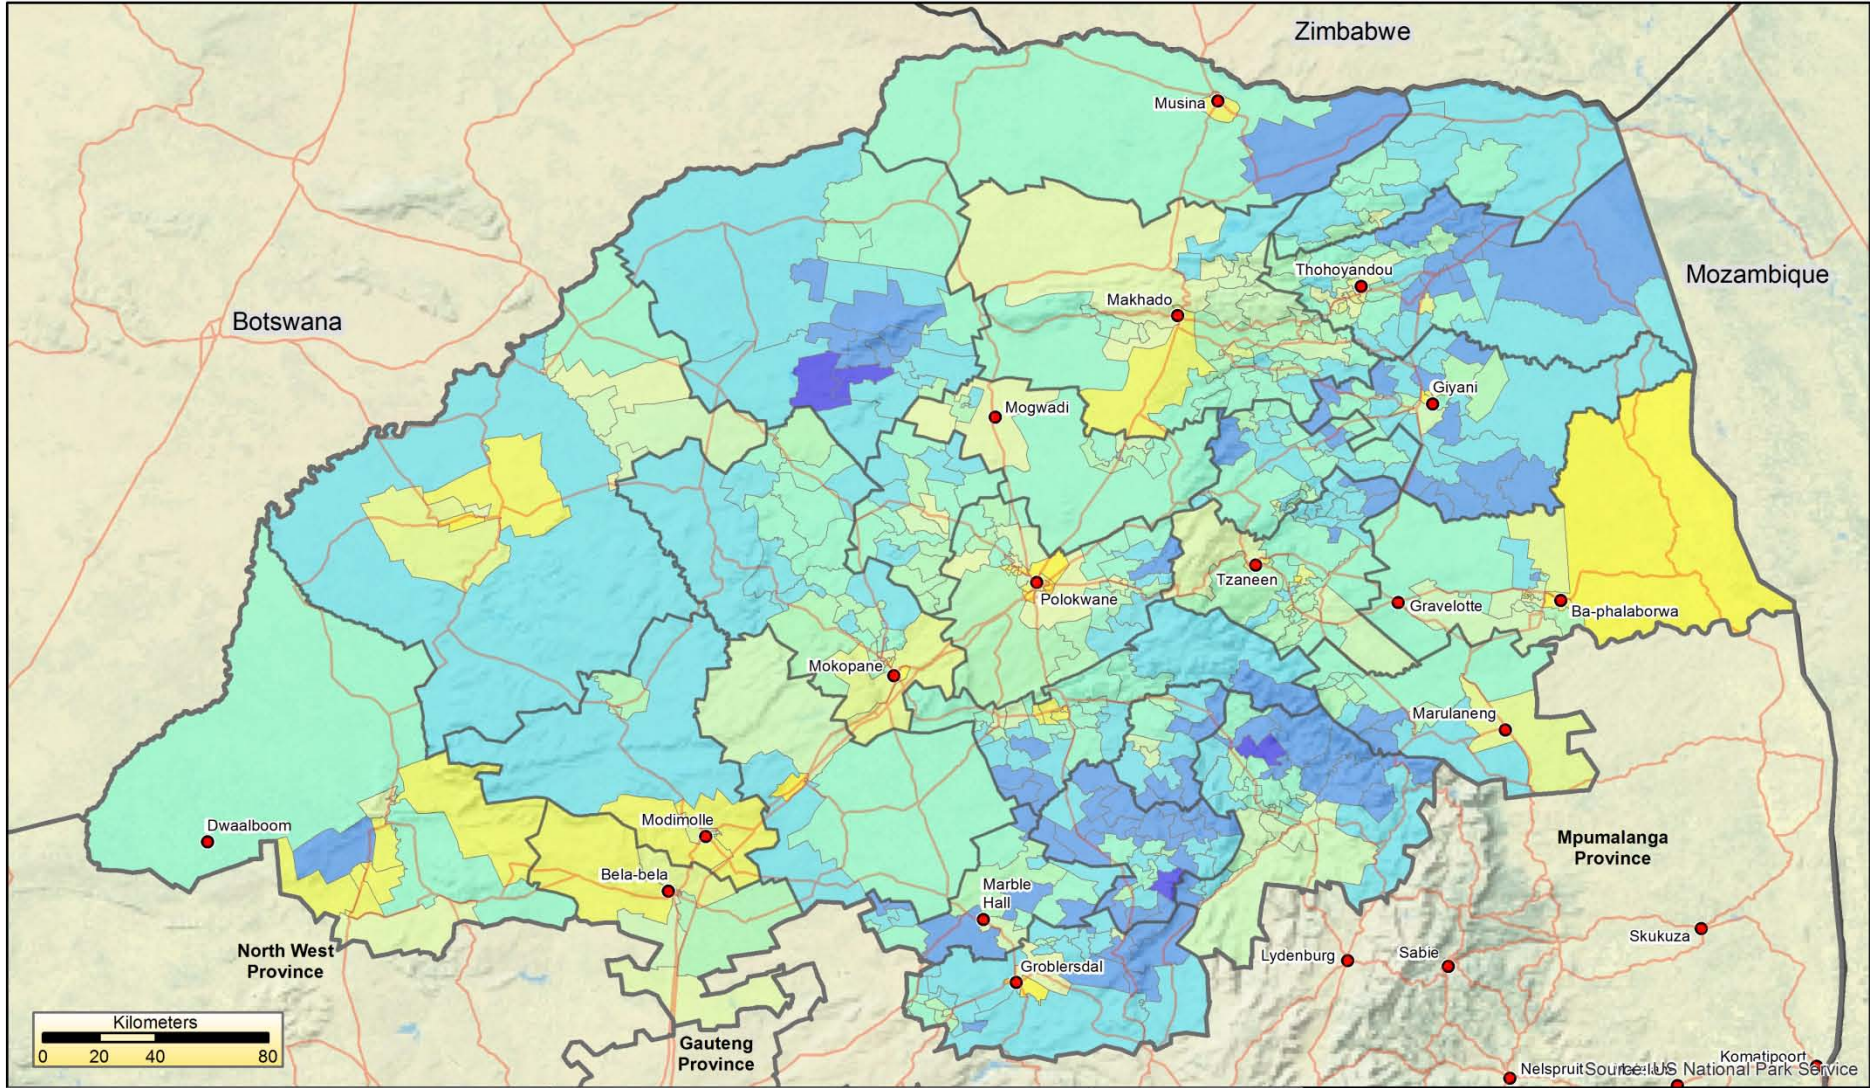 Zimbabwe
Musina
Mozambique
Thohoyandou
Makhado
Botswana
Giyani
Mogwadi
Tzaneen
Polokwane
Gravelotte
Ba-phalaborwa
Mokopane
Marulaneng
Modimolle
Dwaalboom
Bela-bela
Mpumalanga
Province
Marble
Hall
North West
Province
Groblersdal
Lydenburg
Sabie
Skukuza
Kilometers
0 20 40 80
Gauteng
Province
Komatipoort
Nelspruit
Source: US National Park Service